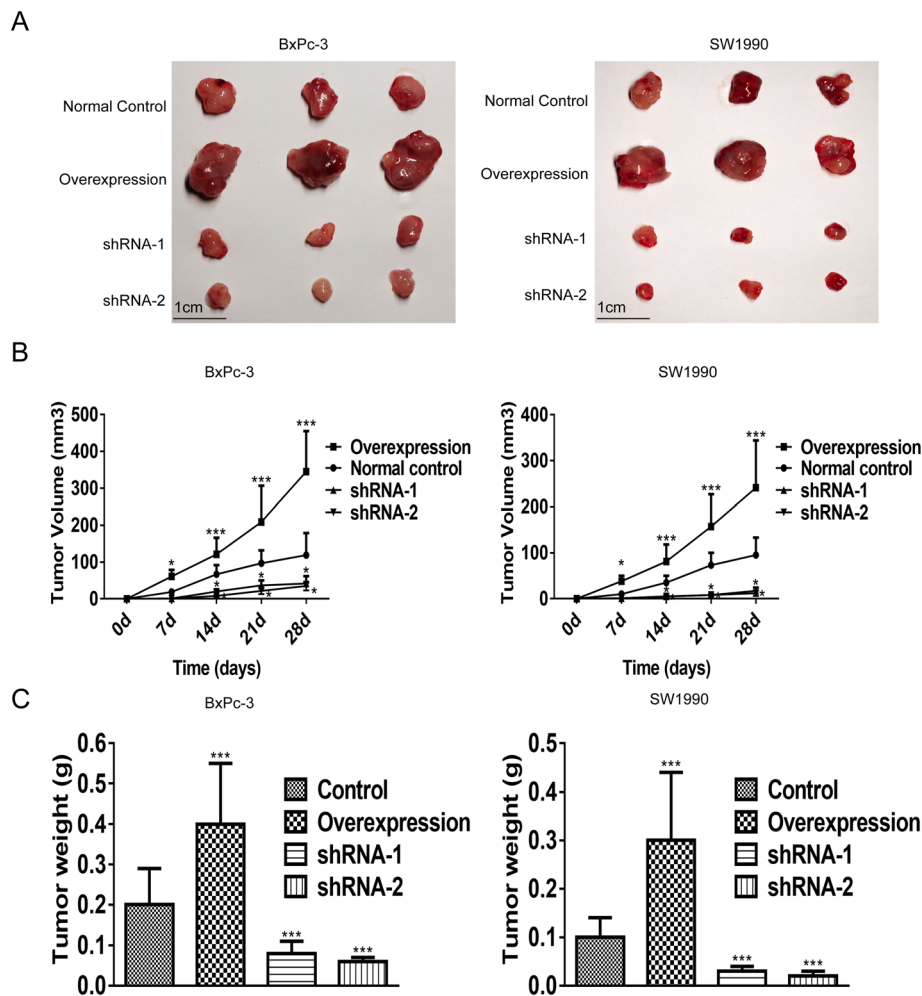 A
BxPc-3
SW1990
Normal Control
Overexpression
shRNA-1
shRNA-2
1cm
Normal Control
Overexpression
shRNA-1
shRNA-2
1cm
B
BxPc-3
SW1990
Tumor Volume (mm3)
500
400
300
200
100
0
*
***
***
***
*
*
*
*
*
*
0d
7d
14d
21d
28d
Time (days)
Overexpression
Normal control
shRNA-1
shRNA-2
Tumor Volume (mm3)
400
300
200
100
0
*
***
***
***
*
*
*
*
*
*
0d
7d
14d
21d
28d
Time (days)
Overexpression
Normal control
shRNA-1
shRNA-2
C
BxPc-3
SW1990
Tumor weight (g)
0.6
0.5
0.4
0.3
0.2
0.1
0.0
***
***
***
Control
Overexpression
shRNA-1
shRNA-2
Tumor weight (g)
0.5
0.4
0.3
0.2
0.1
0.0
***
***
***
Control
Overexpression
shRNA-1
shRNA-2